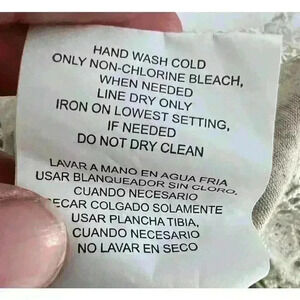 HAND WASH COLD
ONLY NON-CHLORINE BLEACH,
WHEN NEEDED
LINE DRY ONLY
IRON ON LOWEST SETTING,
IF NEEDED
DO NOT DRY CLEAN
LAVAR A MANO EN AGUA FRIA
USAR BLANQUEADOR SIN CLORO,
CUANDO NECESARIO
SECAR COLGADO SOLAMENTE
USAR PLANCHA TIBIA,
CUANDO NECESARIO
NO LAVAR EN SECO